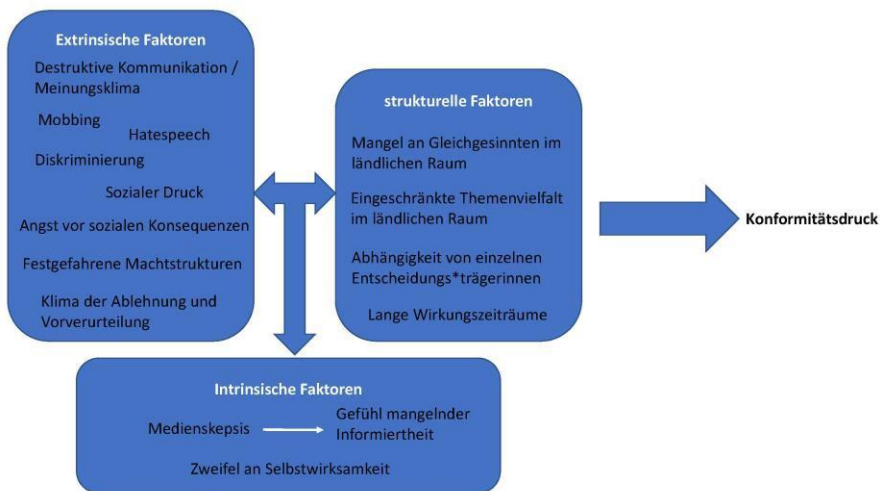 Extrinsische Faktoren
Destruktive Kommunikation /
Meinungsklima
Mobbing
Hatespeech
Diskriminierung
Sozialer Druck
Angst vor sozialen Konsequenzen
Festgefahrene Machtstrukturen
Klima der Ablehnung und
Vorverurteilung
strukturelle Faktoren
Mangel an Gleichgesinnten im
ländlichen Raum
Eingeschränkte Themenvielfalt
im ländlichen Raum
Abhängigkeit von einzelnen
Entscheidungs*trägerinnen
Lange Wirkungszeiträume
Konformitätsdruck
Intrinsische Faktoren
Medienskepsis
Gefühl mangelnder
Informiertheit
Zweifel an Selbstwirksamkeit